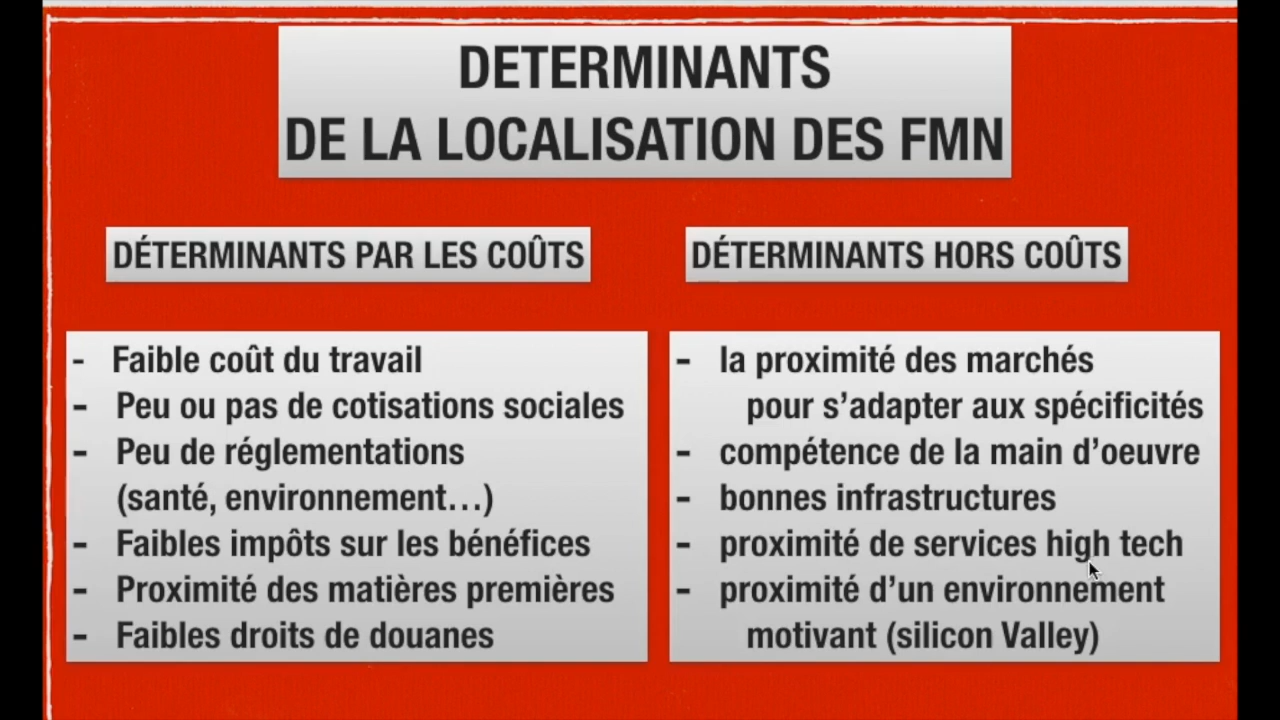 DETERMINANTS
DE LA LOCALISATION DES FMN
DÉTERMINANTS PAR LES COÛTS
- Faible coût du travail
- Peu ou pas de cotisations sociales
- Peu de réglementations
(santé, environnement…)
- Faibles impôts sur les bénéfices
- Proximité des matières premières
- Faibles droits de douanes
DÉTERMINANTS HORS COÛTS
- la proximité des marchés
pour s’adapter aux spécificités
- compétence de la main d’oeuvre
- bonnes infrastructures
- proximité de services high tech
- proximité d’un environnement
motivant (silicon Valley)